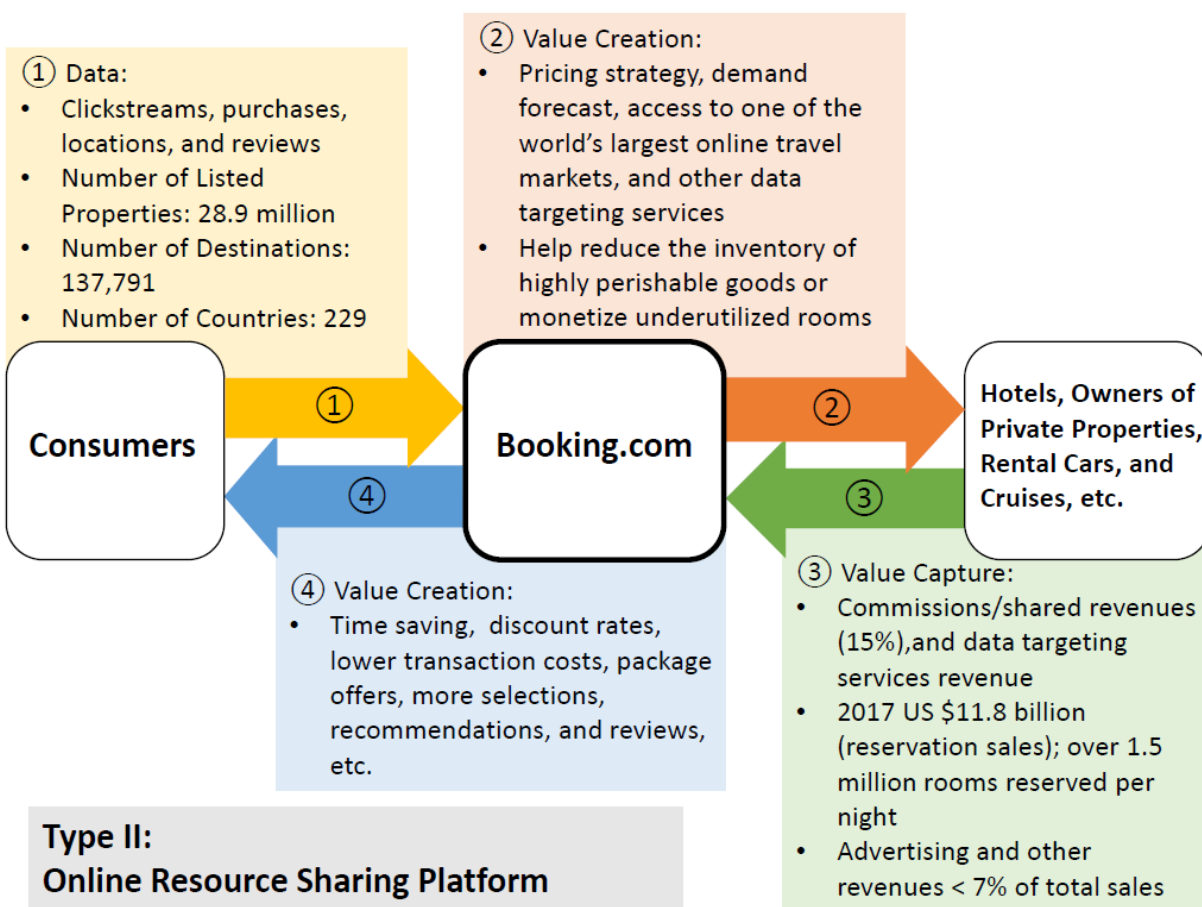 ① Data:
• Clickstreams, purchases,
locations, and reviews
• Number of Listed
Properties: 28.9 million
• Number of Destinations:
137,791
• Number of Countries: 229
② Value Creation:
• Pricing strategy, demand
forecast, access to one of the
world’s largest online travel
markets, and other data
targeting services
• Help reduce the inventory of
highly perishable goods or
monetize underutilized rooms
Consumers
①
④
Booking.com
②
③
Hotels, Owners of
Private Properties,
Rental Cars, and
Cruises, etc.
④ Value Creation:
• Time saving,  discount rates,
lower transaction costs, package
offers, more selections,
recommendations, and reviews,
etc.
③ Value Capture:
• Commissions/shared revenues
(15%),and data targeting
services revenue
• 2017 US $11.8 billion
(reservation sales); over 1.5
million rooms reserved per
night
• Advertising and other
revenues < 7% of total sales
Type II:
Online Resource Sharing Platform